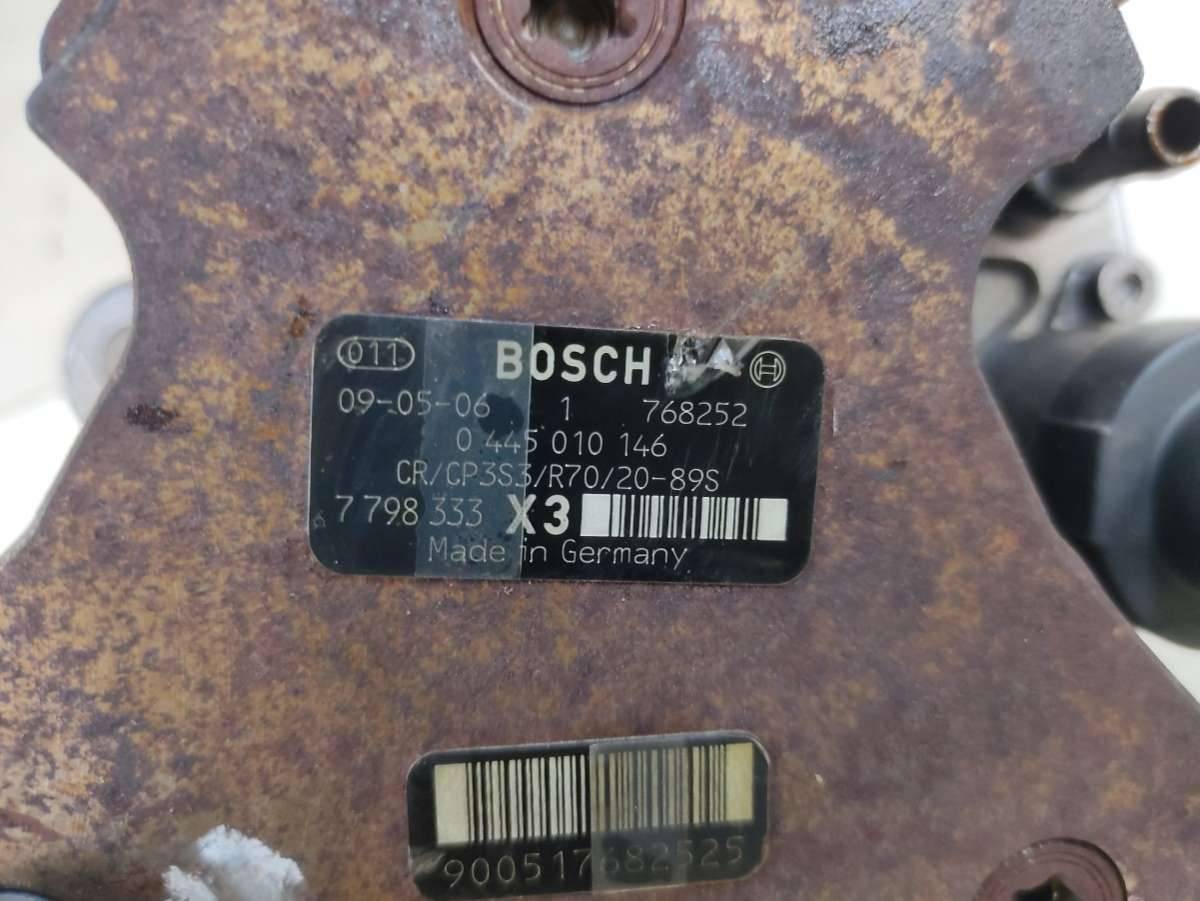 011 BOSCH
09-05-06 1 768252
0 445 010 146
CR/CP3S3/R70/20-89S
7 798 333 X3
Made in Germany
900517682525